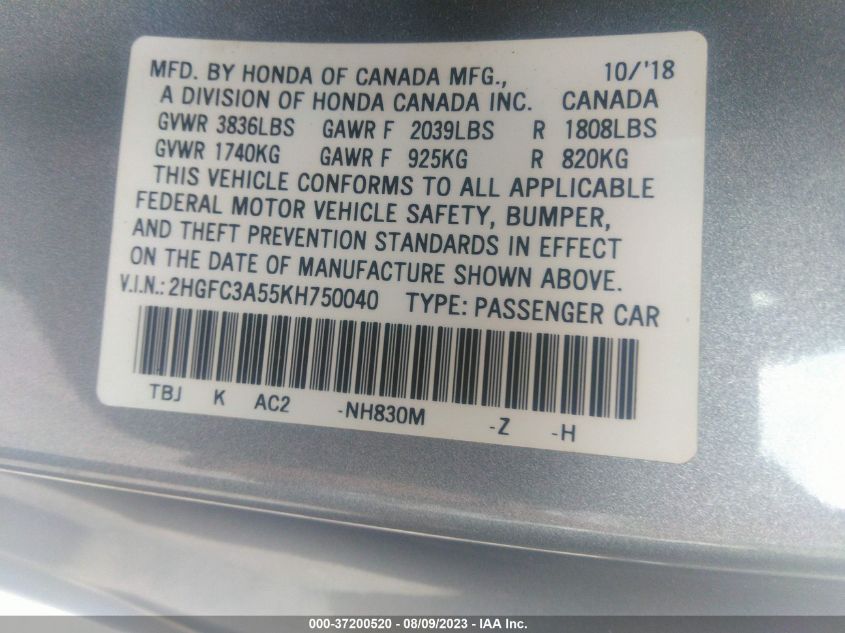 MFD. BY HONDA OF CANADA MFG., 10/'18
A DIVISION OF HONDA CANADA INC. CANADA
GVWR 3836LBS GAWR F 2039LBS R 1808LBS
GVWR 1740KG GAWR F 925KG R 820KG
THIS VEHICLE CONFORMS TO ALL APPLICABLE
FEDERAL MOTOR VEHICLE SAFETY, BUMPER,
AND THEFT PREVENTION STANDARDS IN EFFECT
ON THE DATE OF MANUFACTURE SHOWN ABOVE.
V.I.N.: 2HGFC3A55KH750040 TYPE: PASSENGER CAR
TBJ K AC2 -NH830M -Z -H
000-37200520 - 08/09/2023 - IAA Inc.